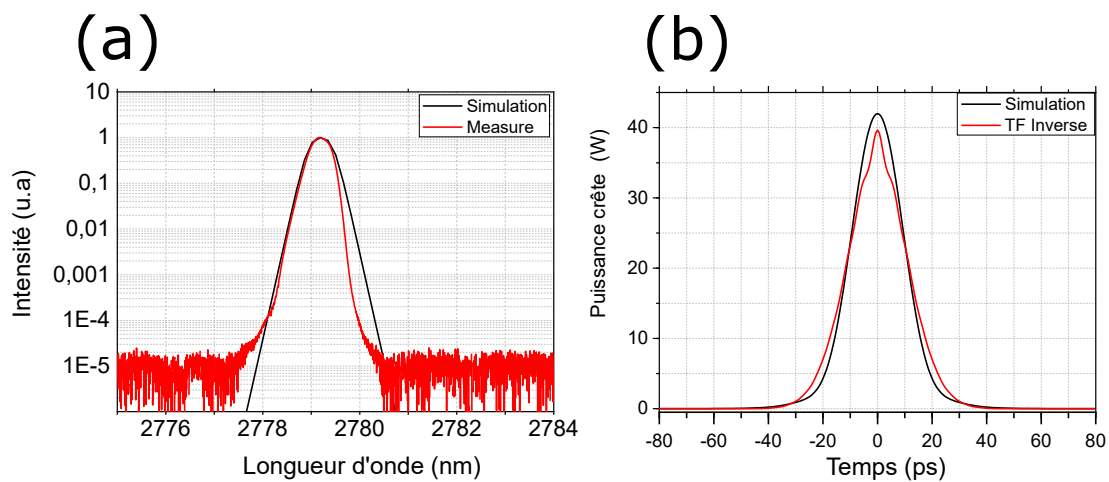 (a)
10
1
0,1
0,01
0,001
1E-4
1E-5
Intensité (u.a)
Simulation
Measure
2776 2778 2780 2782 2784
Longueur d'onde (nm)
(b)
40
30
20
10
0
Puissance crête (W)
Simulation
TF Inverse
-80 -60 -40 -20 0 20 40 60 80
Temps (ps)